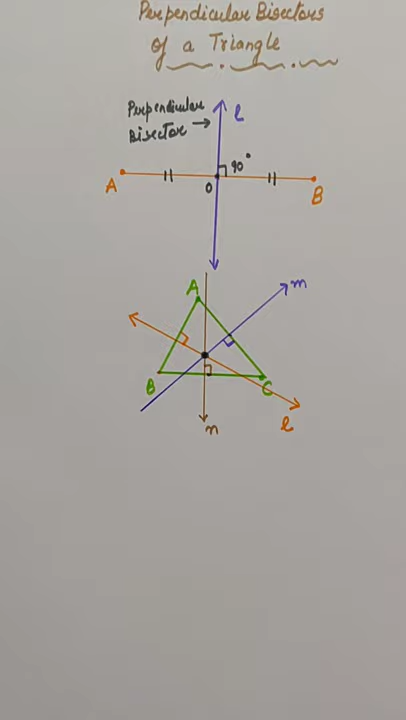 Perpendicular Bisectors
of a Triangle
Perpendicular
Bisector →
l
90°
A
O
B
A
m
B
C
n
l